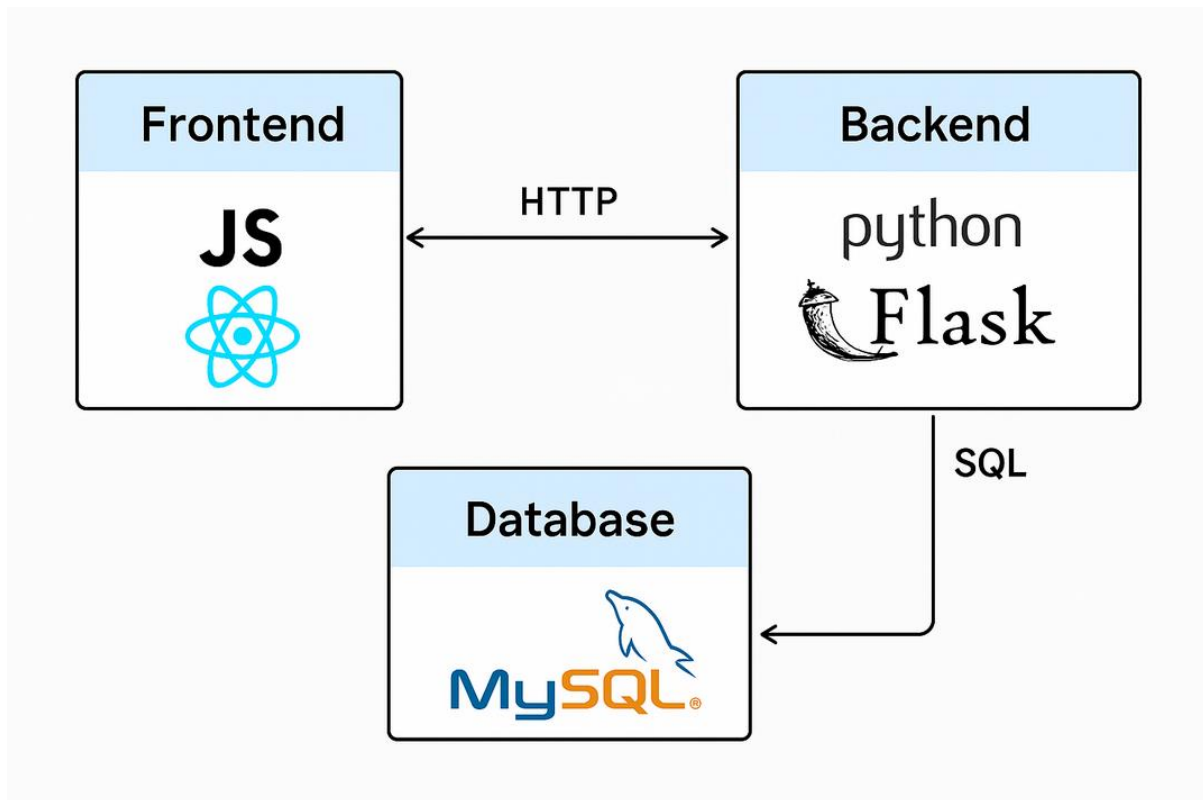 Frontend
JS
HTTP
Backend
python
Flask
SQL
Database
MySQL®